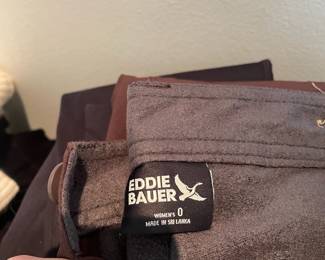 EDDIE
BAUER
WOMEN'S 0
MADE IN SRI LANKA